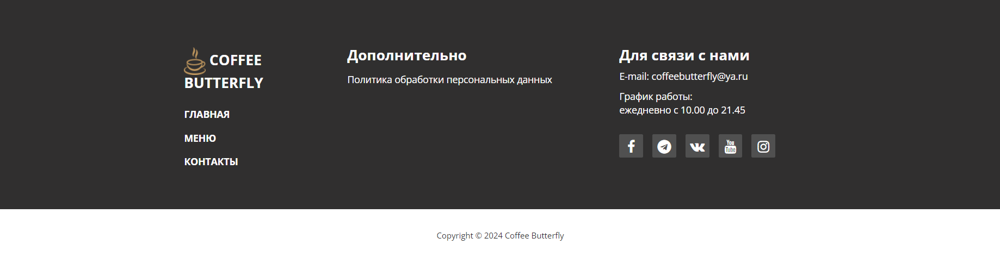 COFFEE
BUTTERFLY
ГЛАВНАЯ
МЕНЮ
КОНТАКТЫ
Дополнительно
Политика обработки персональных данных
Для связи с нами
E-mail: coffeebutterfly@ya.ru
График работы:
ежедневно с 10.00 до 21.45
You
Tube
Copyright © 2024 Coffee Butterfly